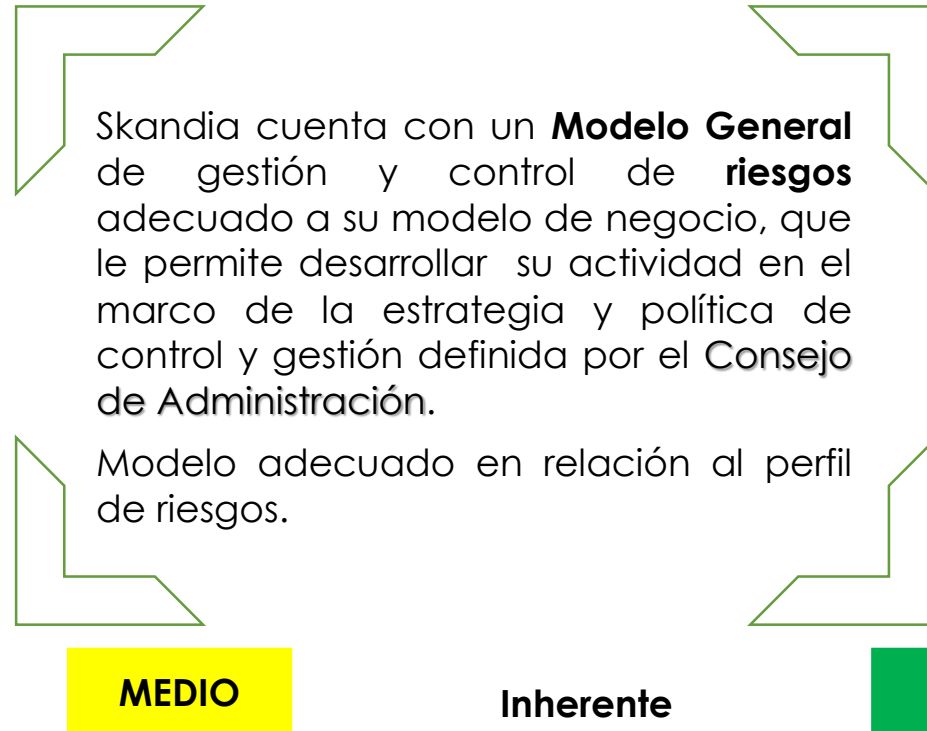 Skandia cuenta con un Modelo General
de gestión y control de riesgos
adecuado a su modelo de negocio, que
le permite desarrollar su actividad en el
marco de la estrategia y política de
control y gestión definida por el Consejo
de Administración.
Modelo adecuado en relación al perfil
de riesgos.
MEDIO
Inherente